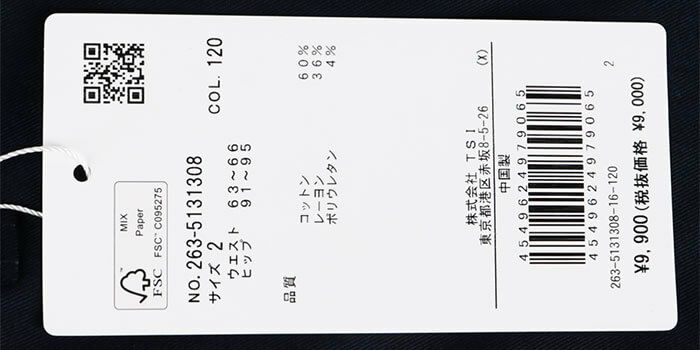 MIX
Paper
FSC™ C095275
FSC
NO. 263-5131308
COL. 120
サイズ 2
ウエスト 63~66
ヒップ 91~95
品質
コットン 60%
レーヨン 36%
ポリウレタン 4%
株式会社 TSI
東京都港区赤坂8-5-26
(X)
中国製
4549624979065
4549624979065
263-5131308-16-120
2
¥9,900(税抜価格 ¥9,000)